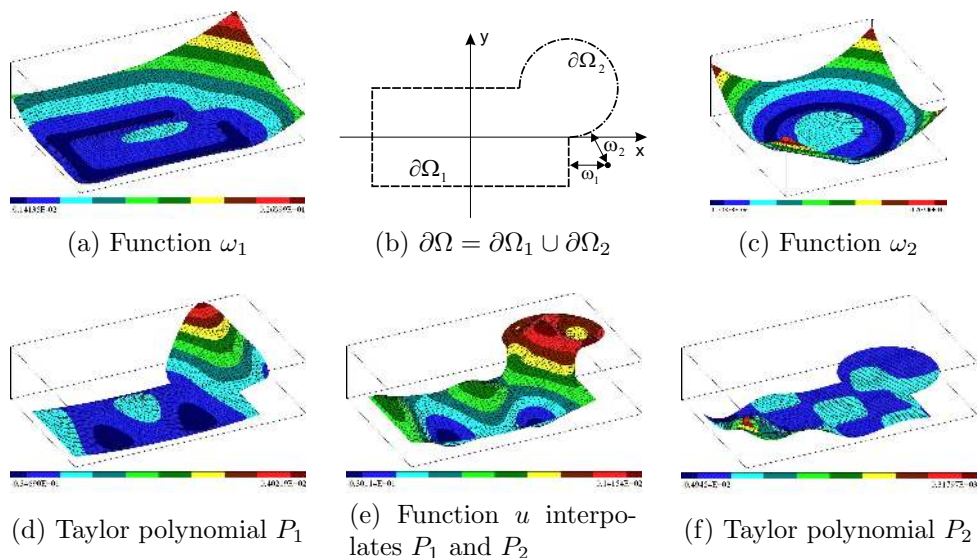 y
∂Ω₂
x
ω₂
∂Ω₁
ω₁
(a) Function ω₁
(b) ∂Ω = ∂Ω₁ ∪ ∂Ω₂
(c) Function ω₂
(d) Taylor polynomial P₁
(e) Function u interpo-
lates P₁ and P₂
(f) Taylor polynomial P₂